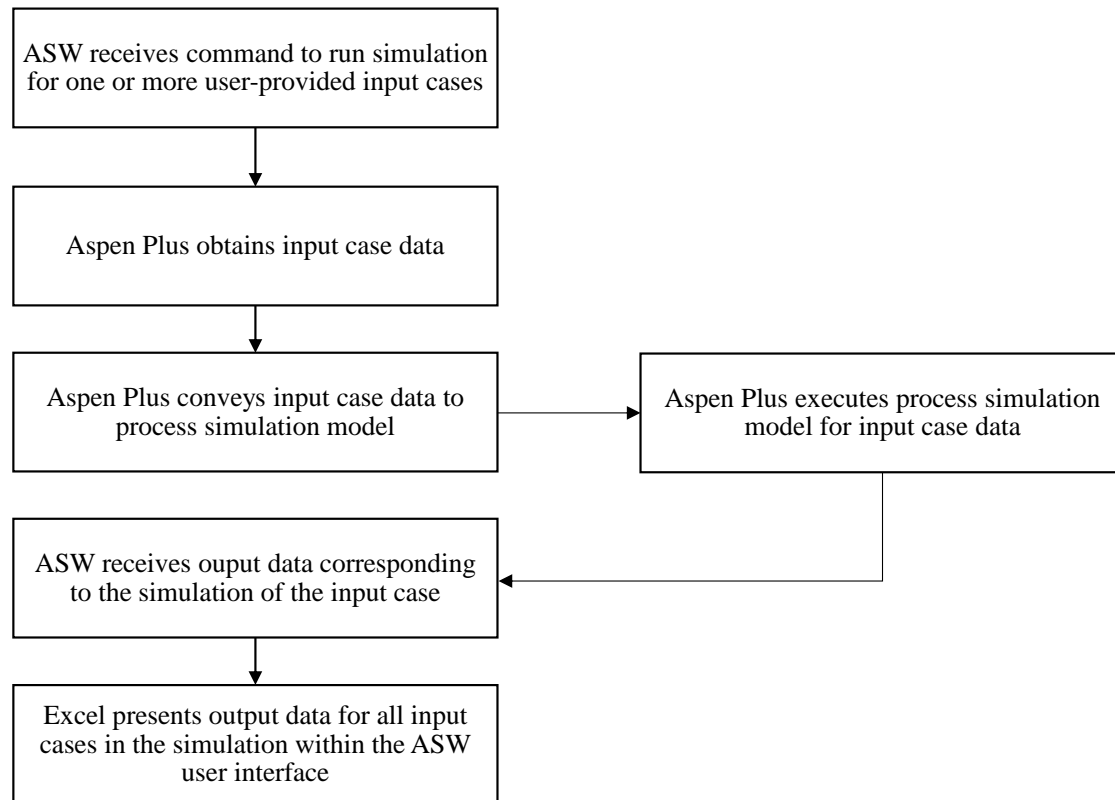 ASW receives command to run simulation
for one or more user-provided input cases
Aspen Plus obtains input case data
Aspen Plus conveys input case data to
process simulation model
Aspen Plus executes process simulation
model for input case data
ASW receives ouput data corresponding
to the simulation of the input case
Excel presents output data for all input
cases in the simulation within the ASW
user interface